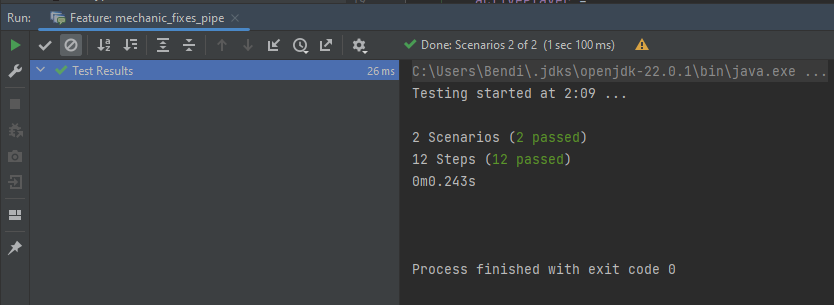 Run: Feature: mechanic_fixes_pipe
Done: Scenarios 2 of 2 (1 sec 100 ms)
Test Results 26 ms
C:\Users\Bendi\.jdks\openjdk-22.0.1\bin\java.exe ...
Testing started at 2:09 ...
2 Scenarios (2 passed)
12 Steps (12 passed)
0m0.243s
Process finished with exit code 0